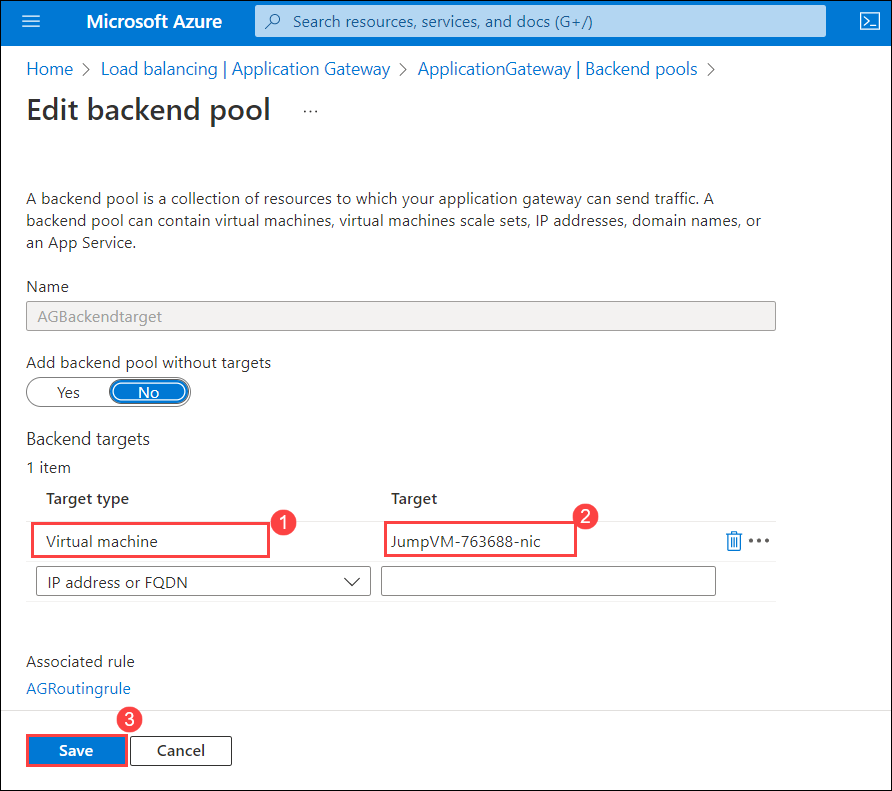 Microsoft Azure
Search resources, services, and docs (G+/)
Home > Load balancing | Application Gateway > ApplicationGateway | Backend pools >
Edit backend pool ...
A backend pool is a collection of resources to which your application gateway can send traffic. A
backend pool can contain virtual machines, virtual machines scale sets, IP addresses, domain names, or
an App Service.
Name
AGBackendtarget
Add backend pool without targets
Yes No
Backend targets
1 item
Target type Target
1 2
Virtual machine JumpVM-763688-nic
IP address or FQDN
Associated rule
AGRoutingrule
3
Save Cancel